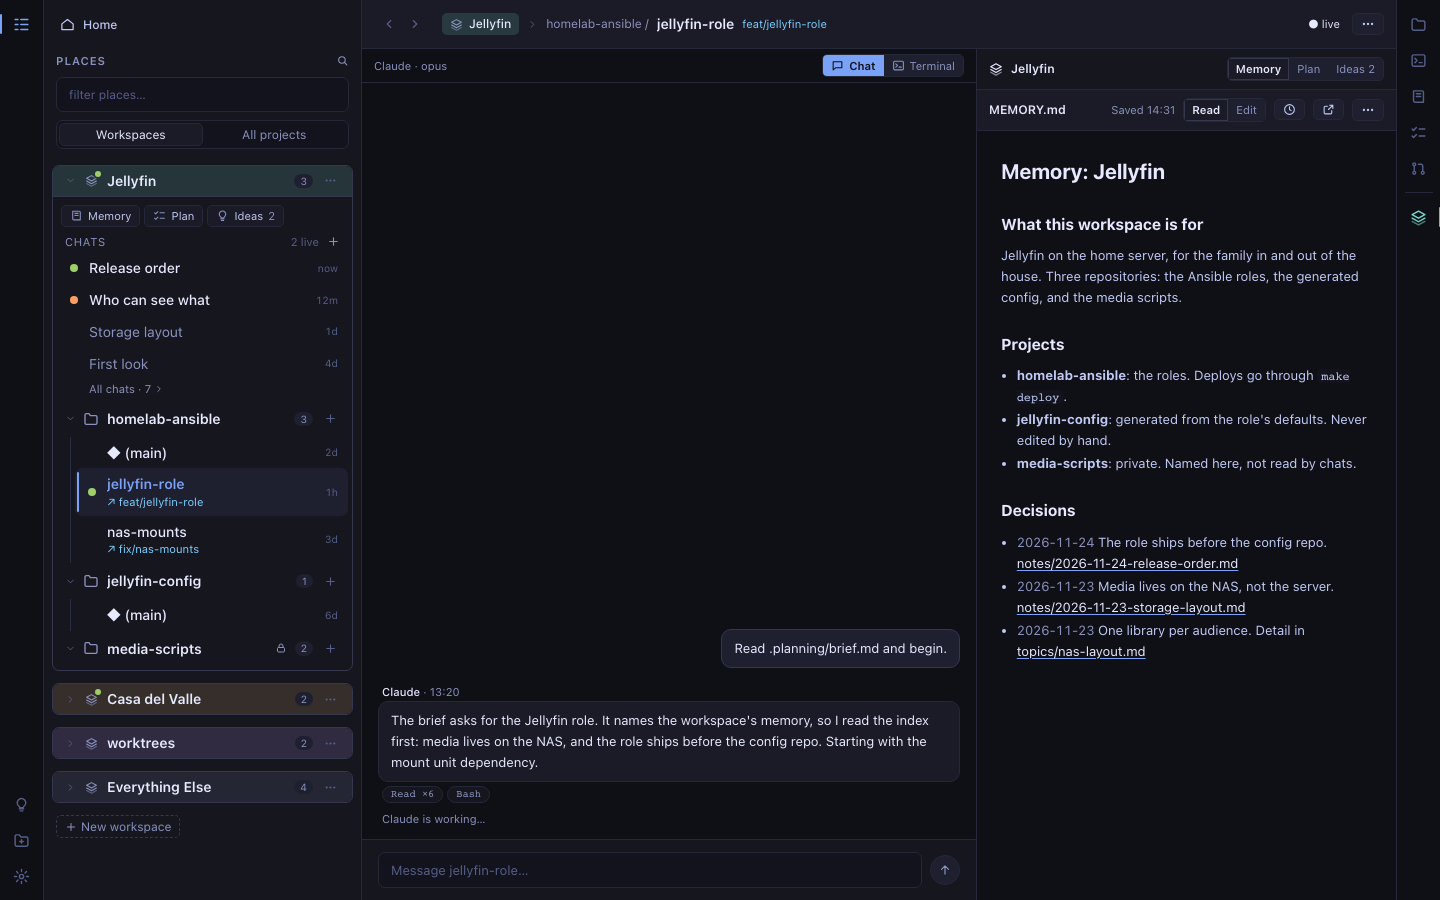 Home
PLACES
filter places...
Workspaces
All projects
Jellyfin
3
Memory
Plan
Ideas 2
CHATS
2 live
Release order
now
Who can see what
12m
Storage layout
1d
First look
4d
All chats · 7
homelab-ansible
3
(main)
2d
jellyfin-role
feat/jellyfin-role
1h
nas-mounts
fix/nas-mounts
3d
jellyfin-config
1
(main)
6d
media-scripts
2
Casa del Valle
2
worktrees
2
Everything Else
4
New workspace
Jellyfin
homelab-ansible / jellyfin-role feat/jellyfin-role
live
Claude · opus
Chat
Terminal
Read .planning/brief.md and begin.
Claude · 13:20
The brief asks for the Jellyfin role. It names the workspace's memory, so I read the index
first: media lives on the NAS, and the role ships before the config repo. Starting with the
mount unit dependency.
Read ×6
Bash
Claude is working...
Message jellyfin-role...
Jellyfin
Memory
Plan
Ideas 2
MEMORY.md
Saved 14:31
Read
Edit
Memory: Jellyfin
What this workspace is for
Jellyfin on the home server, for the family in and out of the
house. Three repositories: the Ansible roles, the generated
config, and the media scripts.
Projects
• homelab-ansible: the roles. Deploys go through make
deploy.
• jellyfin-config: generated from the role's defaults. Never
edited by hand.
• media-scripts: private. Named here, not read by chats.
Decisions
• 2026-11-24 The role ships before the config repo.
notes/2026-11-24-release-order.md
• 2026-11-23 Media lives on the NAS, not the server.
notes/2026-11-23-storage-layout.md
• 2026-11-23 One library per audience. Detail in
topics/nas-layout.md